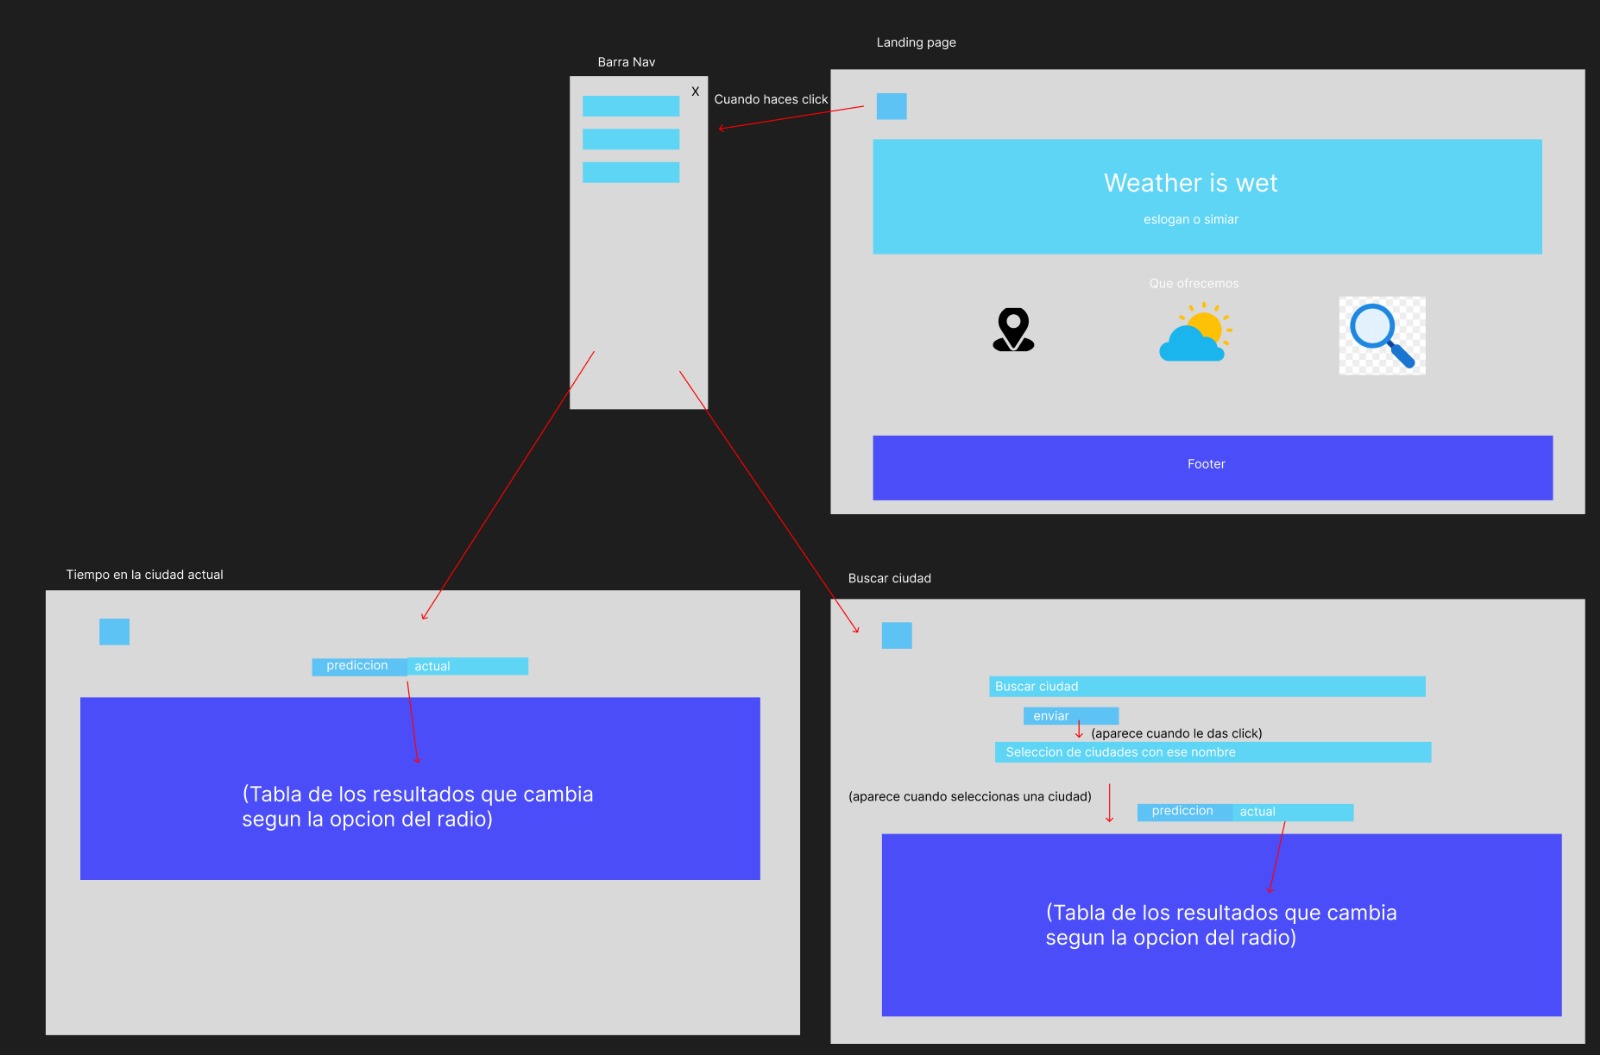 Landing page
Barra Nav
X
Cuando haces click
Weather is wet
eslogan o simiar
Que ofrecemos
Footer
Tiempo en la ciudad actual
prediccion
actual
(Tabla de los resultados que cambia
segun la opcion del radio)
Buscar ciudad
Buscar ciudad
enviar
(aparece cuando le das click)
Seleccion de ciudades con ese nombre
(aparece cuando seleccionas una ciudad)
prediccion
actual
(Tabla de los resultados que cambia
segun la opcion del radio)